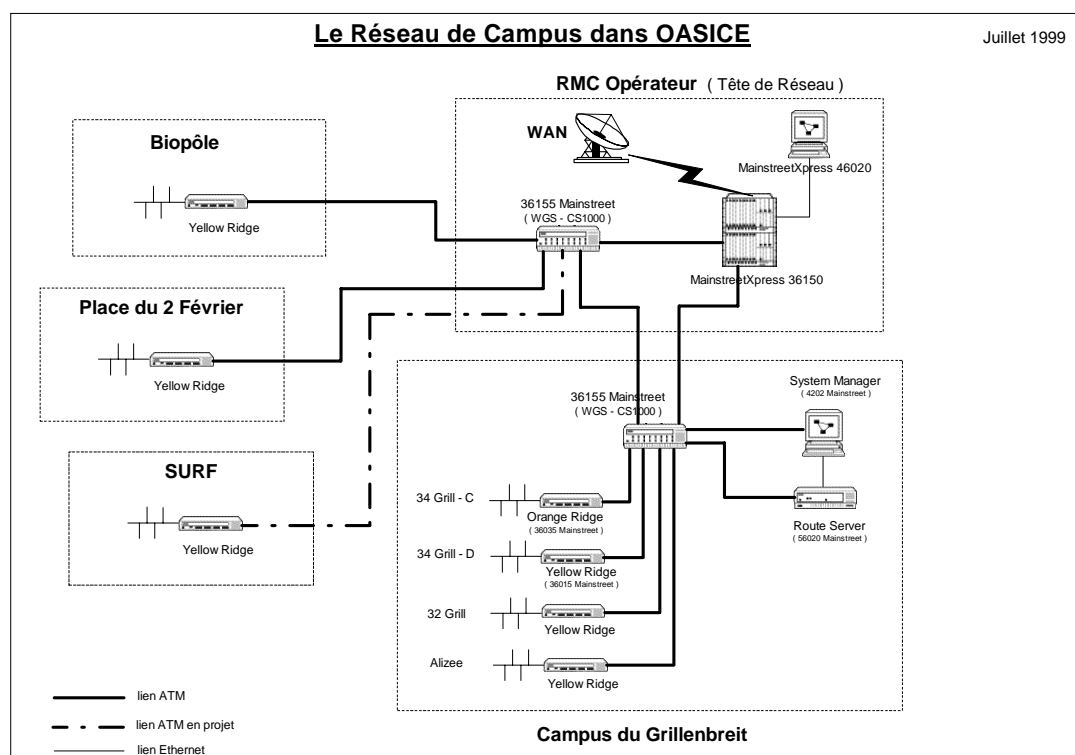 Le Réseau de Campus dans OASICE
Juillet 1999
RMC Opérateur ( Tête de Réseau )
WAN
MainstreetXpress 46020
36155 Mainstreet
( WGS - CS1000 )
MainstreetXpress 36150
Biopôle
Yellow Ridge
Place du 2 Février
Yellow Ridge
SURF
Yellow Ridge
36155 Mainstreet
( WGS - CS1000 )
System Manager
( 4202 Mainstreet )
Route Server
( 56020 Mainstreet )
34 Grill - C
Orange Ridge
( 36035 Mainstreet )
34 Grill - D
Yellow Ridge
( 36015 Mainstreet )
32 Grill
Yellow Ridge
Alizee
Yellow Ridge
Campus du Grillenbreit
lien ATM
lien ATM en projet
lien Ethernet